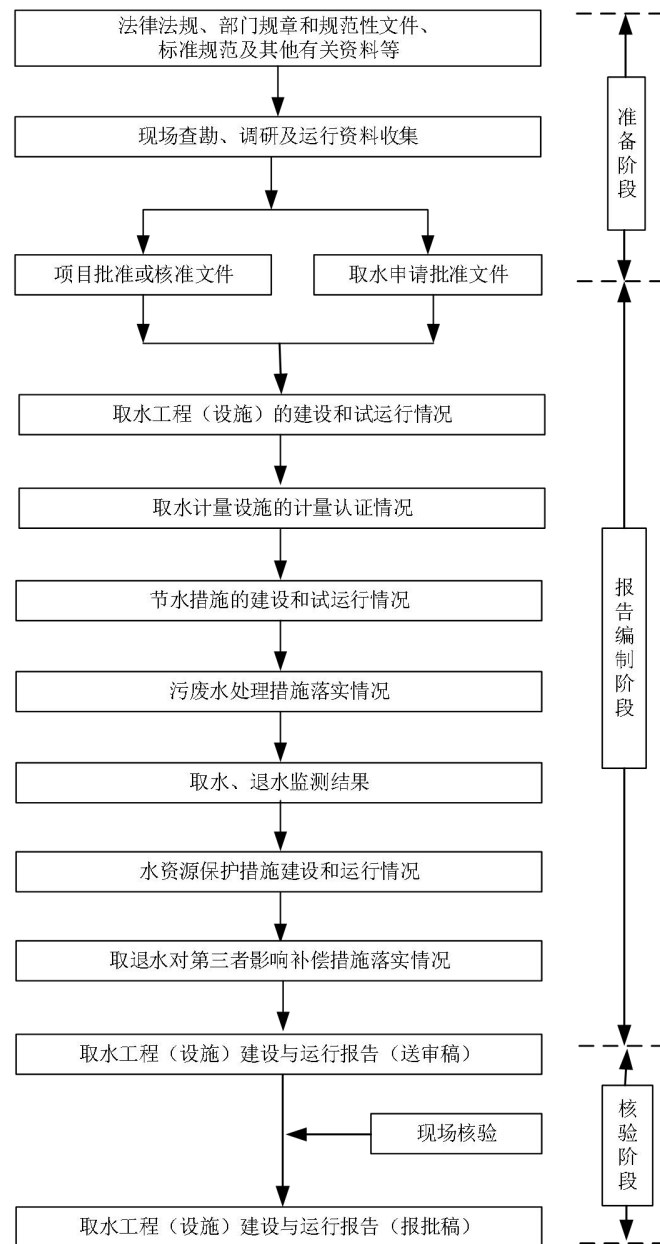 法律法规、部门规章和规范性文件、
标准规范及其他有关资料等
现场查勘、调研及运行资料收集
项目批准或核准文件
取水申请批准文件
取水工程（设施）的建设和试运行情况
取水计量设施的计量认证情况
节水措施的建设和试运行情况
污废水处理措施落实情况
取水、退水监测结果
水资源保护措施建设和运行情况
取退水对第三者影响补偿措施落实情况
取水工程（设施）建设与运行报告（送审稿）
现场核验
取水工程（设施）建设与运行报告（报批稿）
准备阶段
报告编制阶段
核验阶段